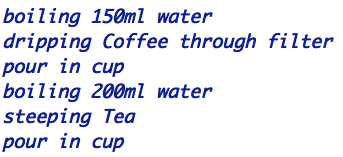 boiling 150ml water
dripping Coffee through filter
pour in cup
boiling 200ml water
steeping Tea
pour in cup